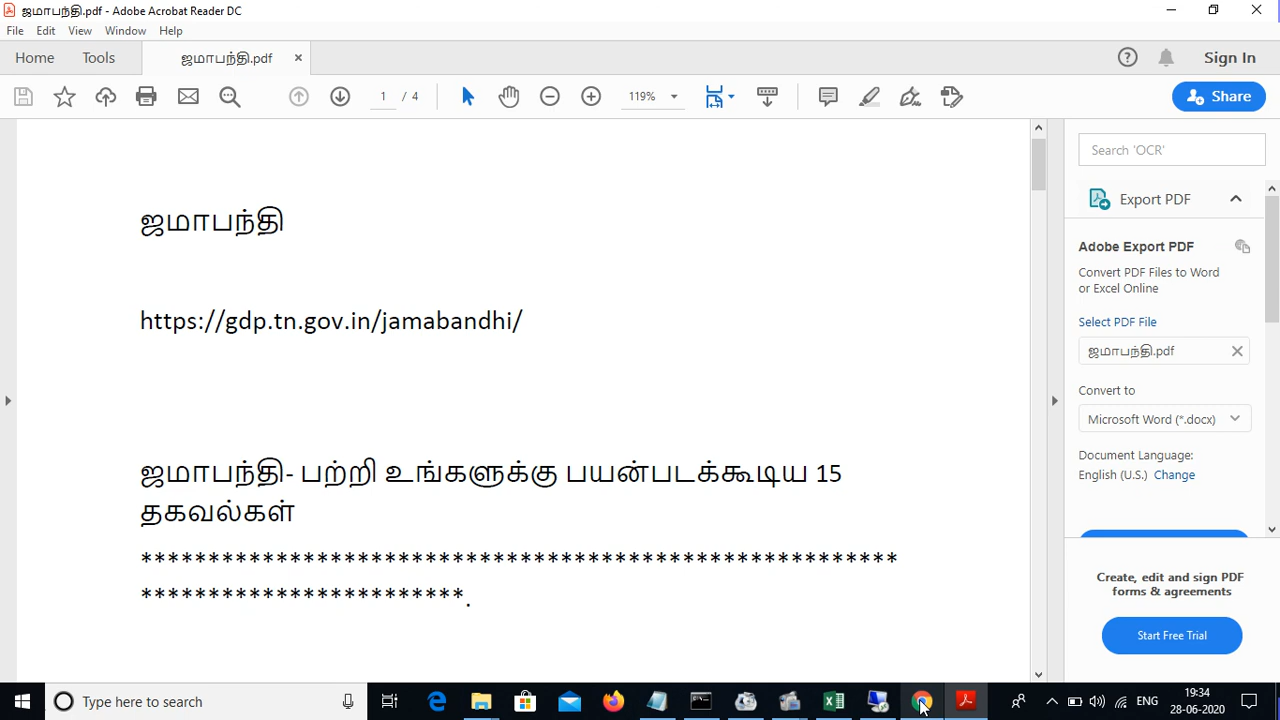 ஜமாபந்தி.pdf - Adobe Acrobat Reader DC
File Edit View Window Help
Home Tools ஜமாபந்தி.pdf Sign In
1 / 4 119% Share
Search 'OCR'
ஜமாபந்தி
Export PDF
Adobe Export PDF
Convert PDF Files to Word
or Excel Online
https://gdp.tn.gov.in/jamabandhi/
Select PDF File
ஜமாபந்தி.pdf
Convert to
Microsoft Word (*.docx)
Document Language:
English (U.S.) Change
ஜமாபந்தி- பற்றி உங்களுக்கு பயன்படக்கூடிய 15
தகவல்கள்
********************************************************
************************.
Create, edit and sign PDF
forms & agreements
Start Free Trial
Type here to search
ENG
19:34
28-06-2020